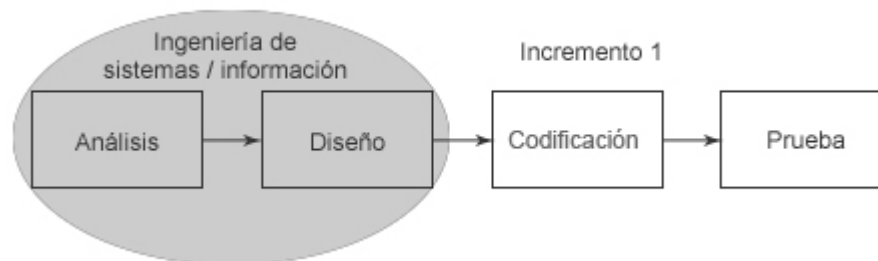 Ingeniería de
sistemas / información
Incremento 1
Análisis
Diseño
Codificación
Prueba